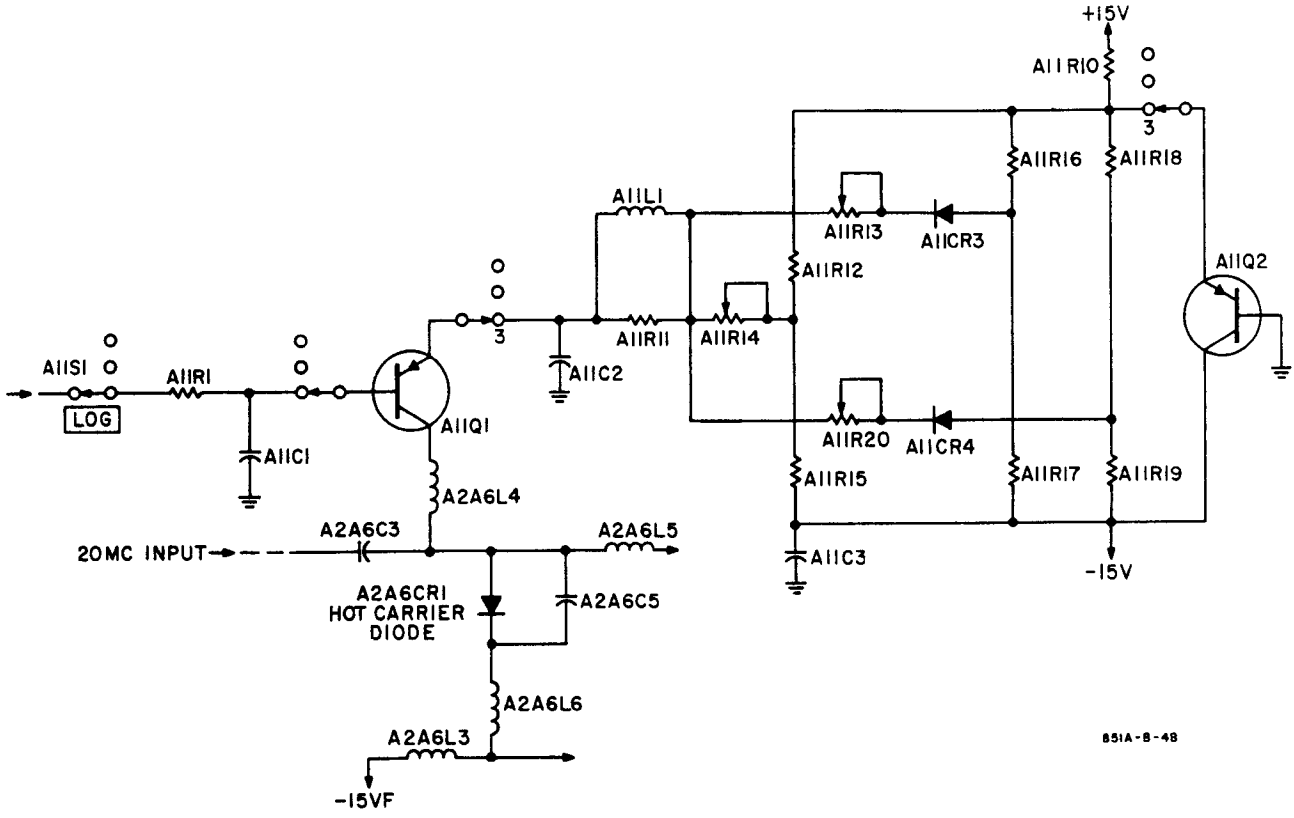 +15V
A11R10
3
A11R16
A11R18
A11L1
A11R13
A11CR3
A11R12
A11Q2
3
A11R11
A11R14
A11S1
A11R1
A11C2
LOG
A11Q1
A11R20
A11CR4
A11C1
A11R15
A11R17
A11R19
A2A6L4
A2A6C3
A2A6L5
20MC INPUT
A11C3
-15V
A2A6CR1
HOT CARRIER
DIODE
A2A6C5
A2A6L6
A2A6L3
851A-B-48
-15VF